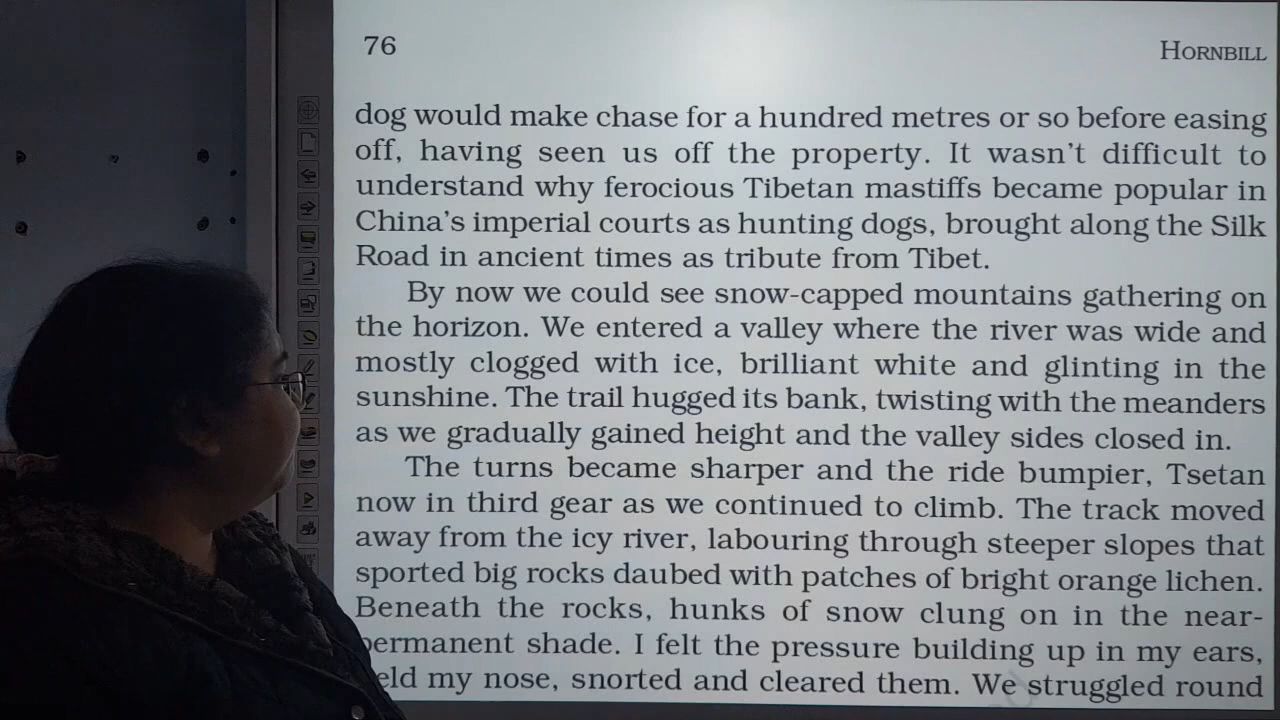 76
HORNBILL
dog would make chase for a hundred metres or so before easing
off, having seen us off the property. It wasn't difficult to
understand why ferocious Tibetan mastiffs became popular in
China's imperial courts as hunting dogs, brought along the Silk
Road in ancient times as tribute from Tibet.
By now we could see snow-capped mountains gathering on
the horizon. We entered a valley where the river was wide and
mostly clogged with ice, brilliant white and glinting in the
sunshine. The trail hugged its bank, twisting with the meanders
as we gradually gained height and the valley sides closed in.
The turns became sharper and the ride bumpier, Tsetan
now in third gear as we continued to climb. The track moved
away from the icy river, labouring through steeper slopes that
sported big rocks daubed with patches of bright orange lichen.
Beneath the rocks, hunks of snow clung on in the near-
permanent shade. I felt the pressure building up in my ears,
held my nose, snorted and cleared them. We struggled round